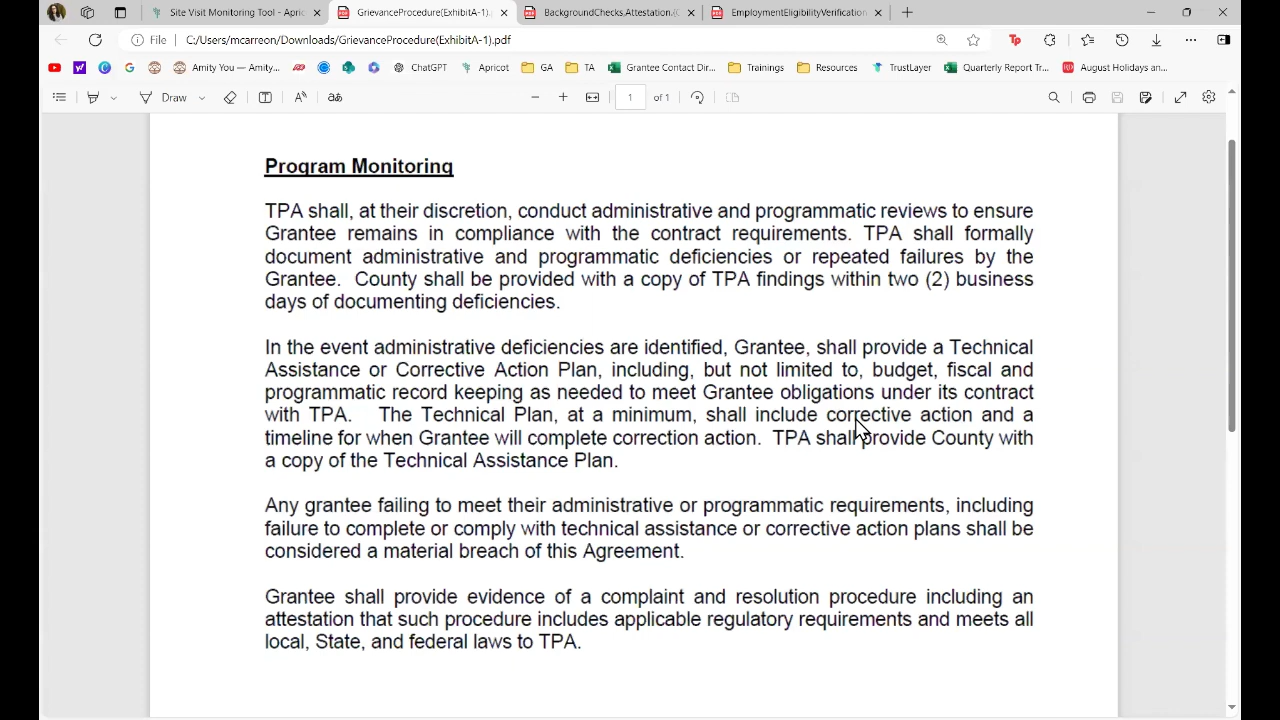 Site Visit Monitoring Tool - Apric
GrievanceProcedure(ExhibitA-1).
BackgroundChecks,Attestation.(
EmploymentEligibilityVerification
File C:/Users/mcarreon/Downloads/GrievanceProcedure(ExhibitA-1).pdf
Amity You — Amity... ChatGPT Apricot GA TA Grantee Contact Dir... Trainings Resources TrustLayer Quarterly Report Tr... August Holidays an...
Draw 1 of 1
Program Monitoring
TPA shall, at their discretion, conduct administrative and programmatic reviews to ensure
Grantee remains in compliance with the contract requirements. TPA shall formally
document administrative and programmatic deficiencies or repeated failures by the
Grantee. County shall be provided with a copy of TPA findings within two (2) business
days of documenting deficiencies.
In the event administrative deficiencies are identified, Grantee, shall provide a Technical
Assistance or Corrective Action Plan, including, but not limited to, budget, fiscal and
programmatic record keeping as needed to meet Grantee obligations under its contract
with TPA. The Technical Plan, at a minimum, shall include corrective action and a
timeline for when Grantee will complete correction action. TPA shall provide County with
a copy of the Technical Assistance Plan.
Any grantee failing to meet their administrative or programmatic requirements, including
failure to complete or comply with technical assistance or corrective action plans shall be
considered a material breach of this Agreement.
Grantee shall provide evidence of a complaint and resolution procedure including an
attestation that such procedure includes applicable regulatory requirements and meets all
local, State, and federal laws to TPA.